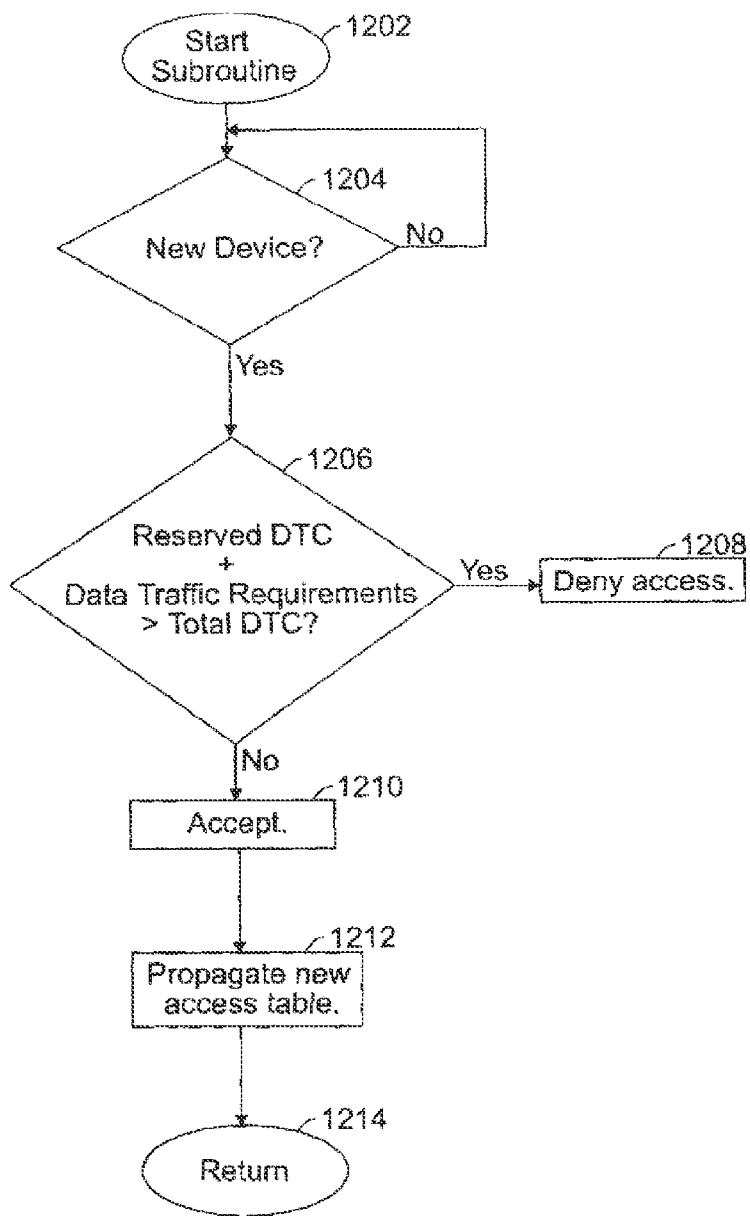 1202
Start
Subroutine
1204
New Device?
No
Yes
1206
Reserved DTC
+
Data Traffic Requirements
> Total DTC?
Yes
1208
Deny access.
No
1210
Accept.
1212
Propagate new
access table.
1214
Return